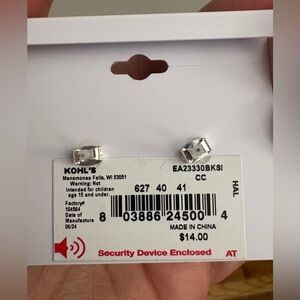 KOHL'S
Menomonee Falls, WI 53051
Warning: Not
intended for children
age 15 and under.
Factory#
104564
Date of
Manufacture
06/24
EA23330BKSI
CC
627 40 41
HAL
8 03886 24500 4
MADE IN CHINA
$14.00
Security Device Enclosed
AT